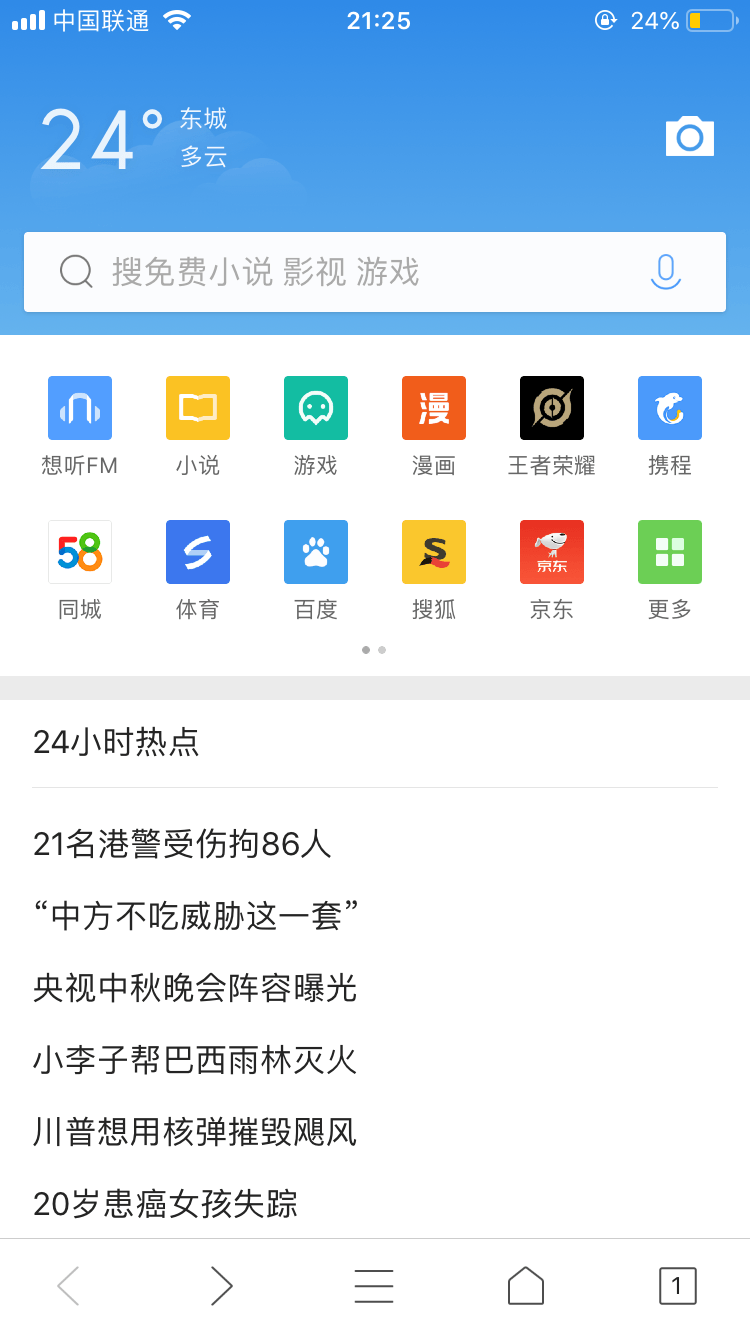 中国联通 21:25 24%
24° 东城
多云
搜免费小说 影视 游戏
漫
想听FM 小说 游戏 漫画 王者荣耀 携程
58 S 京东
同城 体育 百度 搜狐 京东 更多
24小时热点
21名港警受伤拘86人
“中方不吃威胁这一套”
央视中秋晚会阵容曝光
小李子帮巴西雨林灭火
川普想用核弹摧毁飓风
20岁患癌女孩失踪
1